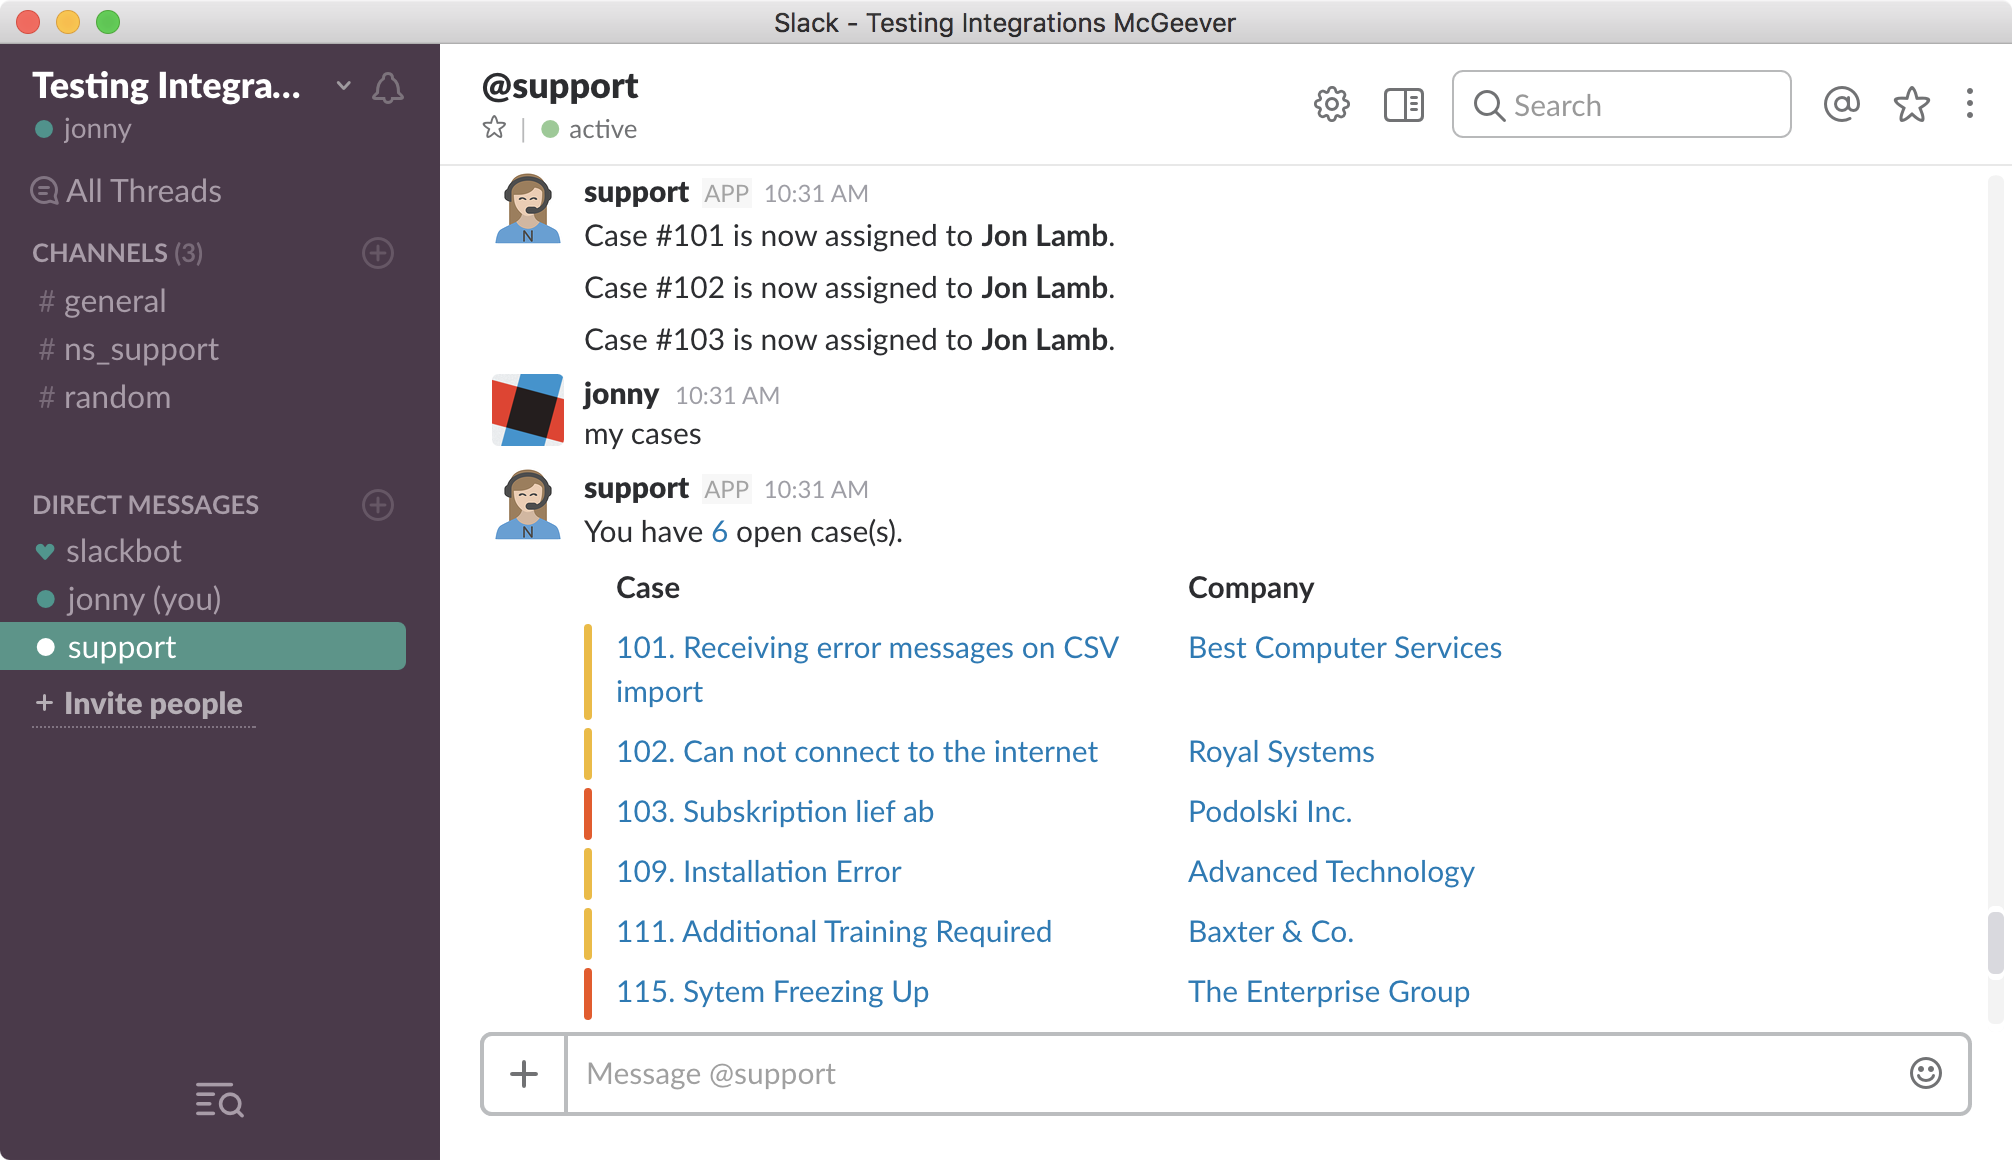 Slack - Testing Integrations McGeever
Testing Integra...
jonny
All Threads
CHANNELS (3)
# general
# ns_support
# random
DIRECT MESSAGES
slackbot
jonny (you)
support
+ Invite people
@support
| active
Search
support APP 10:31 AM
N
Case #101 is now assigned to Jon Lamb.
Case #102 is now assigned to Jon Lamb.
Case #103 is now assigned to Jon Lamb.
jonny 10:31 AM
my cases
support APP 10:31 AM
N
You have 6 open case(s).
Case Company
101. Receiving error messages on CSV Best Computer Services
import
102. Can not connect to the internet Royal Systems
103. Subskription lief ab Podolski Inc.
109. Installation Error Advanced Technology
111. Additional Training Required Baxter & Co.
115. Sytem Freezing Up The Enterprise Group
Message @support